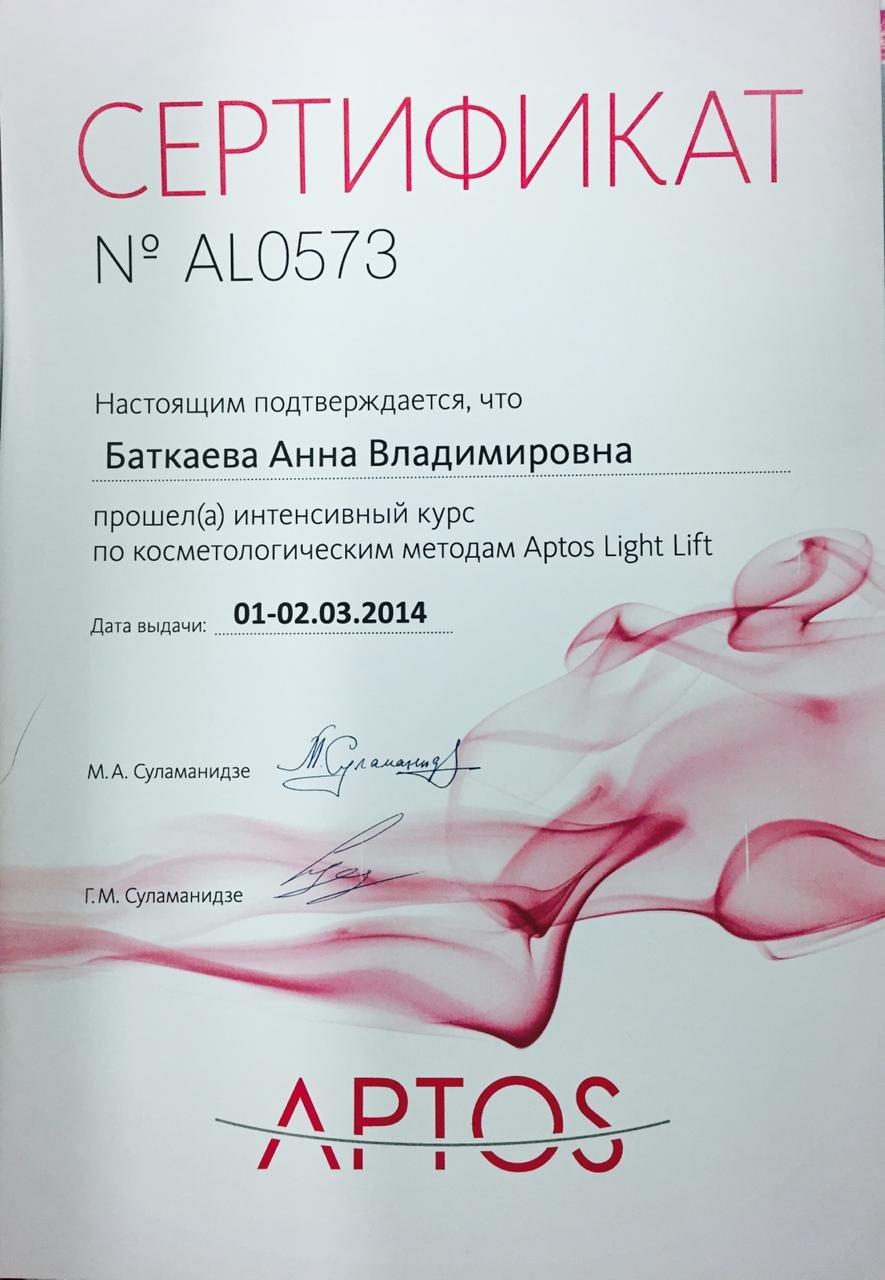 СЕРТИФИКАТ
№ AL0573
Настоящим подтверждается, что
Баткаева Анна Владимировна
прошел(а) интенсивный курс
по косметологическим методам Aptos Light Lift
Дата выдачи: 01-02.03.2014
М.А. Суламанидзе М.Суламанидзе
Г.М. Суламанидзе
APTOS